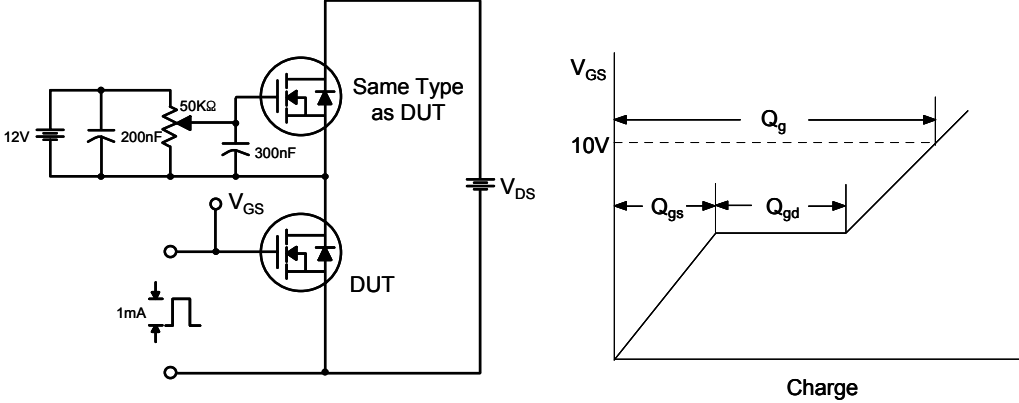 12V
200nF
50KΩ
300nF
Same Type
as DUT
V_DS
V_GS
DUT
1mA
V_GS
Q_g
10V
Q_gs
Q_gd
Charge